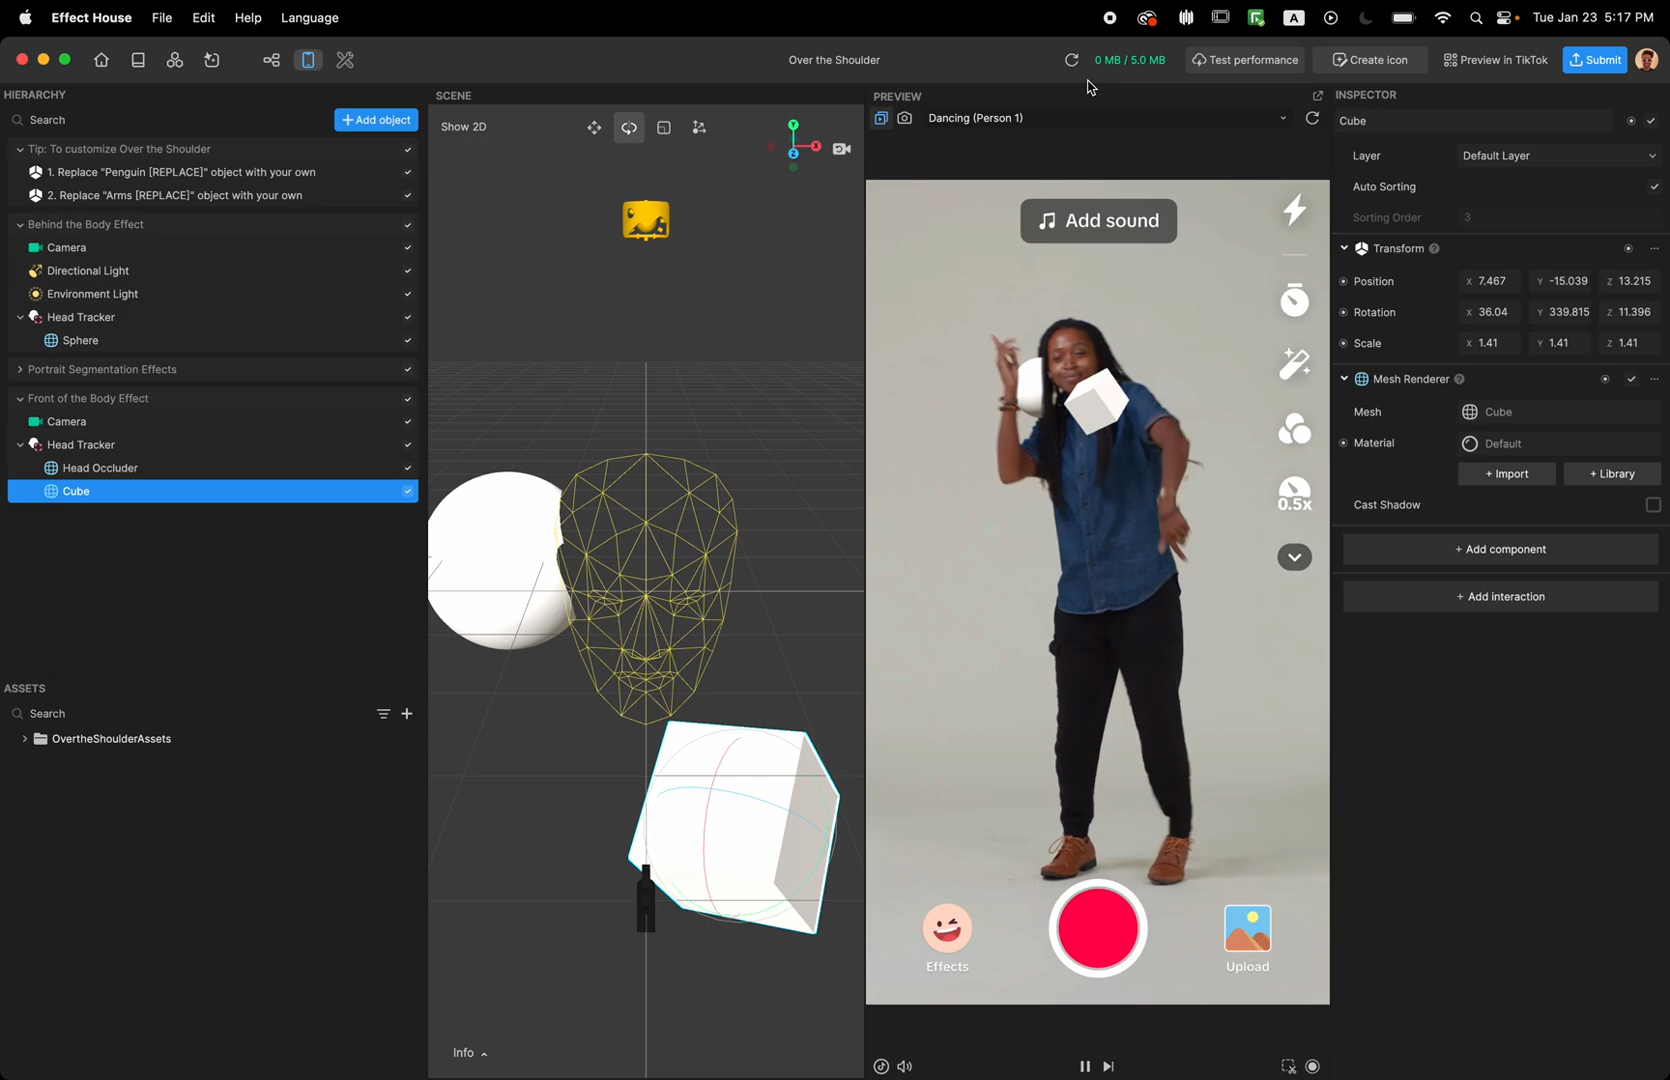 Effect House File Edit Help Language
A Tue Jan 23 5:17 PM
Over the Shoulder
0 MB / 5.0 MB
Test performance
Create icon
Preview in TikTok
Submit
HIERARCHY
Search
+ Add object
Tip: To customize Over the Shoulder
1. Replace "Penguin [REPLACE]" object with your own
2. Replace "Arms [REPLACE]" object with your own
Behind the Body Effect
Camera
Directional Light
Environment Light
Head Tracker
Sphere
Portrait Segmentation Effects
Front of the Body Effect
Camera
Head Tracker
Head Occluder
Cube
ASSETS
Search
OvertheShoulderAssets
SCENE
Show 2D
Y
X
Z
Info
PREVIEW
Dancing (Person 1)
Add sound
0.5x
Effects
Upload
INSPECTOR
Cube
Layer Default Layer
Auto Sorting
Sorting Order 3
Transform ?
Position X 7.467 Y -15.039 Z 13.215
Rotation X 36.04 Y 339.815 Z 11.396
Scale X 1.41 Y 1.41 Z 1.41
Mesh Renderer ?
Mesh Cube
Material Default
+ Import + Library
Cast Shadow
+ Add component
+ Add interaction